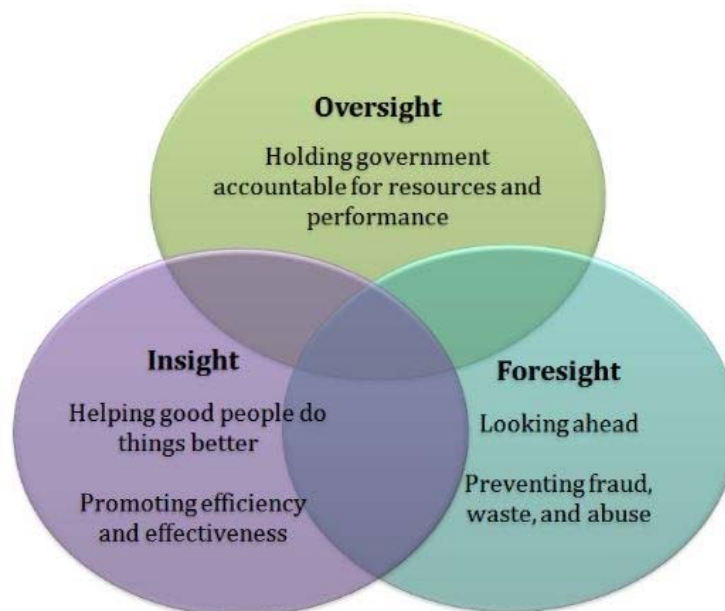 Oversight
Holding government
accountable for resources and
performance
Insight
Helping good people do
things better
Promoting efficiency
and effectiveness
Foresight
Looking ahead
Preventing fraud,
waste, and abuse